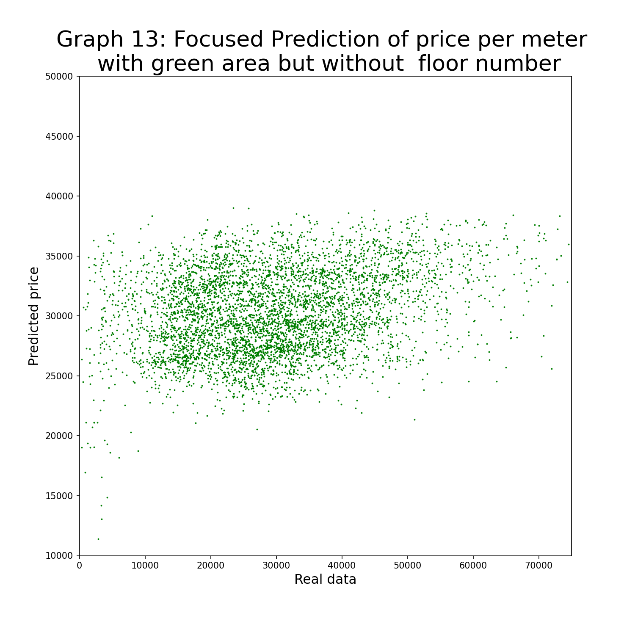 Graph 13: Focused Prediction of price per meter
with green area but without  floor number
50000
45000
40000
35000
30000
25000
20000
15000
10000
Predicted price
0 10000 20000 30000 40000 50000 60000 70000
Real data